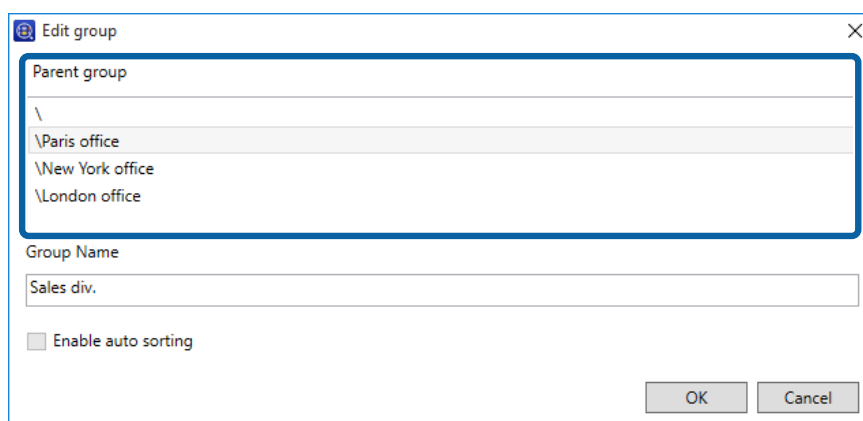 Edit group
Parent group
\
\Paris office
\New York office
\London office
Group Name
Sales div.
Enable auto sorting
OK Cancel